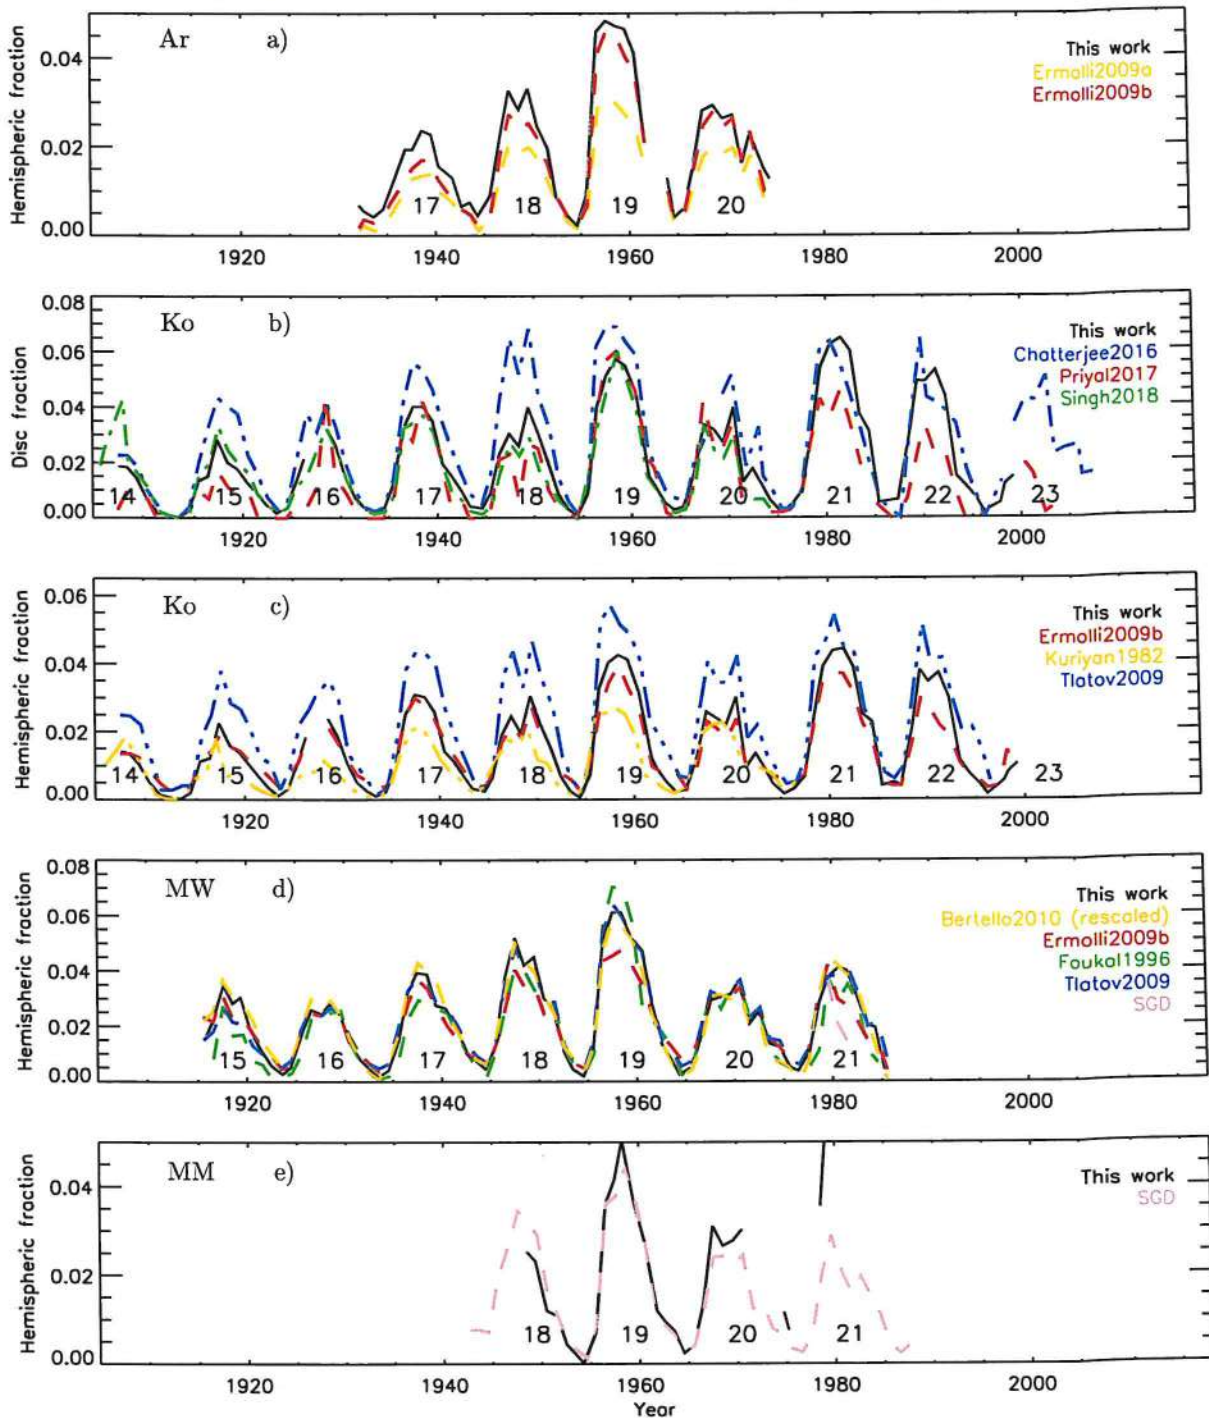 Ar a)
This work
Ermolli2009a
Ermolli2009b
Hemispheric fraction
0.04
0.02
0.00
17 18 19 20
1920 1940 1960 1980 2000
Ko b)
This work
Chatterjee2016
Priyal2017
Singh2018
Disc fraction
0.08
0.06
0.04
0.02
0.00
14 15 16 17 18 19 20 21 22 23
1920 1940 1960 1980 2000
Ko c)
This work
Ermolli2009b
Kuriyan1982
Tlatov2009
Hemispheric fraction
0.06
0.04
0.02
0.00
14 15 16 17 18 19 20 21 22 23
1920 1940 1960 1980 2000
MW d)
This work
Bertello2010 (rescaled)
Ermolli2009b
Foukal1996
Tlatov2009
SGD
Hemispheric fraction
0.08
0.06
0.04
0.02
0.00
15 16 17 18 19 20 21
1920 1940 1960 1980 2000
MM e)
This work
SGD
Hemispheric fraction
0.04
0.02
0.00
18 19 20 21
1920 1940 1960 1980 2000
Year